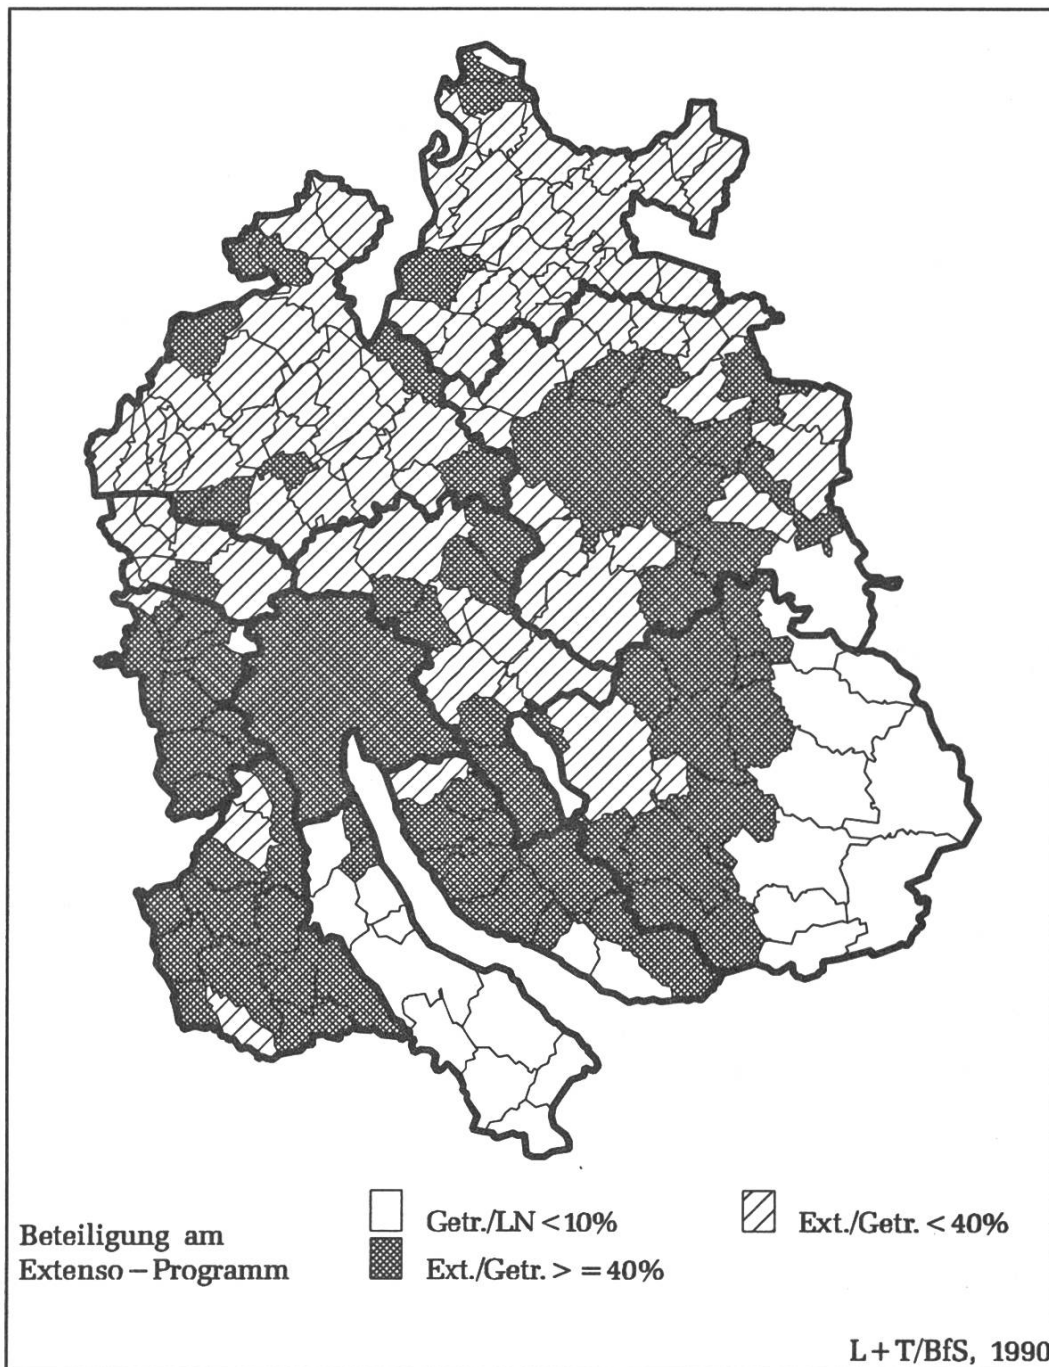 Beteiligung am
Extenso – Programm
Getr./LN < 10%
Ext./Getr. > = 40%
Ext./Getr. < 40%
L + T/BfS, 1990